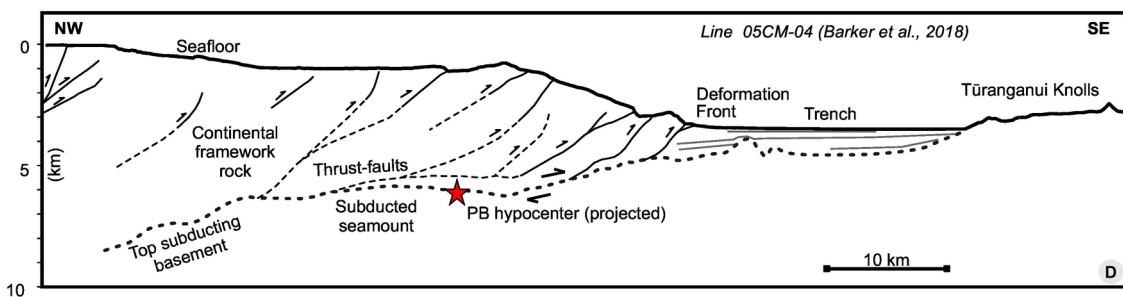 NW
Line 05CM-04 (Barker et al., 2018)
SE
0
Seafloor
Tūranganui Knolls
Deformation
Front
Trench
Continental
framework
rock
5
(km)
Thrust-faults
Subducted
seamount
PB hypocenter (projected)
Top subducting
basement
10 km
D
10